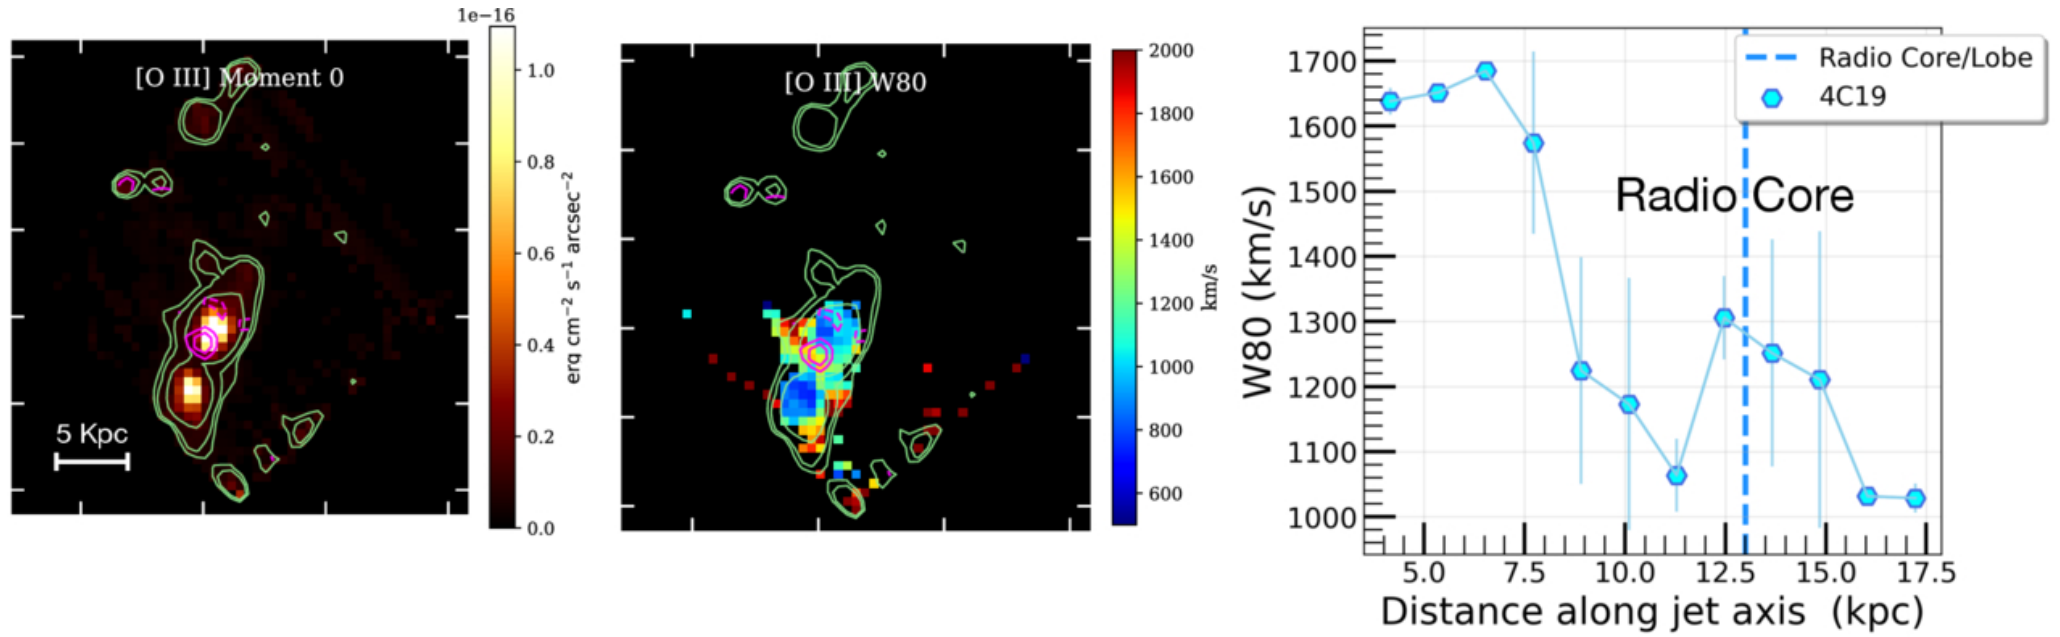 1e−16
[O III] Moment 0
1.0
0.8
0.6
0.4
0.2
0.0
erg cm−2 s−1 arcsec−2
5 Kpc
[O III] W80
2000
1800
1600
1400
1200
1000
800
600
km/s
1700
1600
1500
1400
1300
1200
1100
1000
W80 (km/s)
Radio Core/Lobe
4C19
Radio Core
5.0 7.5 10.0 12.5 15.0 17.5
Distance along jet axis (kpc)